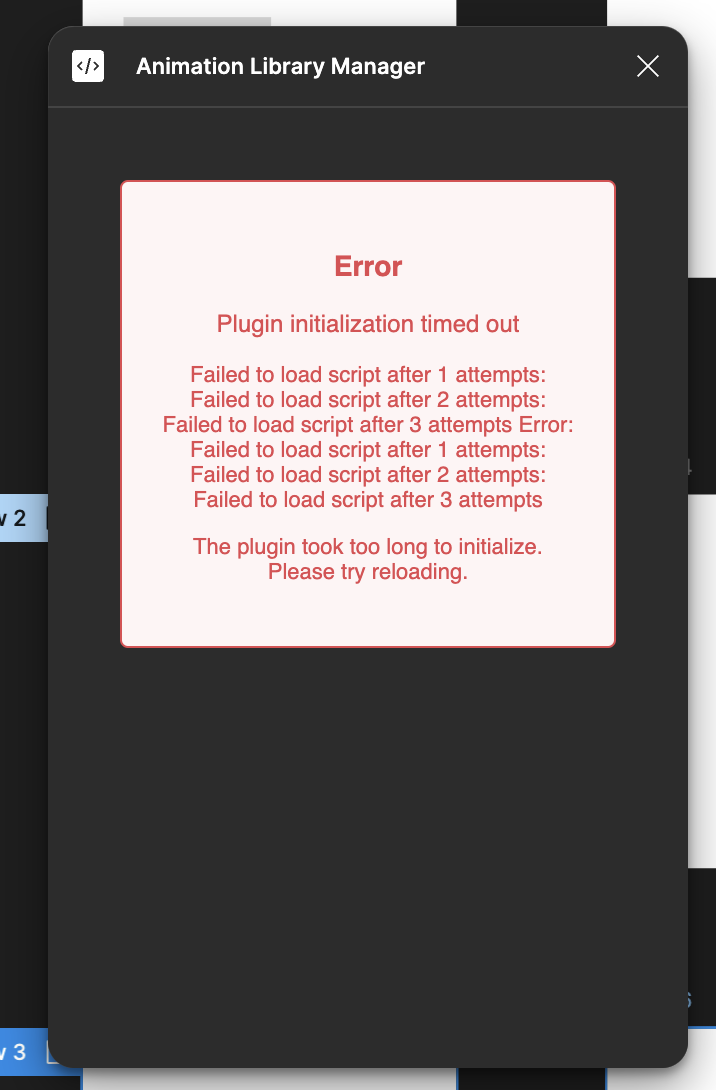 </> Animation Library Manager
Error
Plugin initialization timed out
Failed to load script after 1 attempts:
Failed to load script after 2 attempts:
Failed to load script after 3 attempts Error:
Failed to load script after 1 attempts:
Failed to load script after 2 attempts:
Failed to load script after 3 attempts
The plugin took too long to initialize.
Please try reloading.
2
3